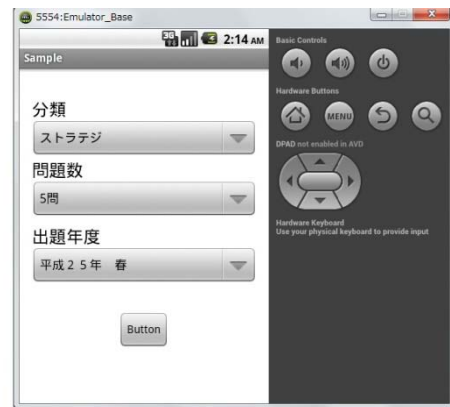 5554:Emulator_Base
3G 2:14 AM
Sample
分類
ストラテジ
問題数
5問
出題年度
平成２５年　春
Button
Basic Controls
Hardware Buttons
MENU
DPAD not enabled in AVD
Hardware Keyboard
Use your physical keyboard to provide input